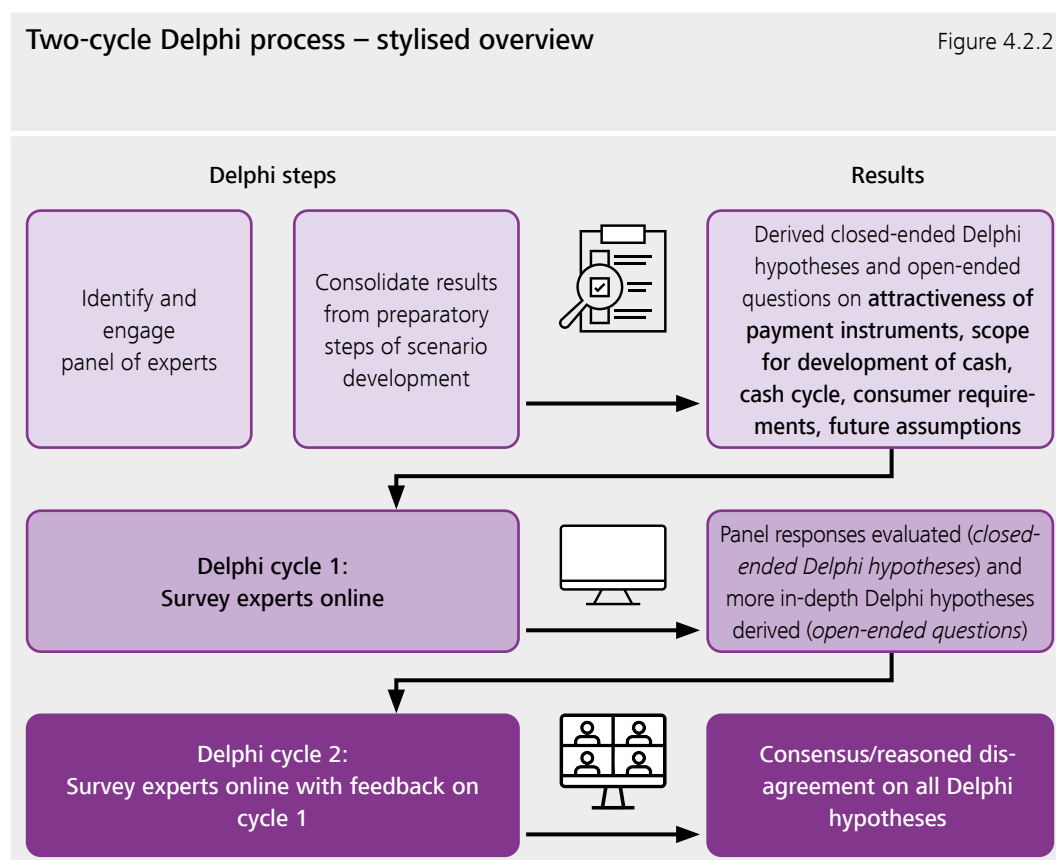 Two-cycle Delphi process – stylised overview
Figure 4.2.2
Delphi steps
Results
Identify and
engage
panel of experts
Consolidate results
from preparatory
steps of scenario
development
Derived closed-ended Delphi
hypotheses and open-ended
questions on attractiveness of
payment instruments, scope
for development of cash,
cash cycle, consumer require-
ments, future assumptions
Delphi cycle 1:
Survey experts online
Panel responses evaluated (closed-
ended Delphi hypotheses) and
more in-depth Delphi hypotheses
derived (open-ended questions)
Delphi cycle 2:
Survey experts online with feedback on
cycle 1
Consensus/reasoned dis-
agreement on all Delphi
hypotheses